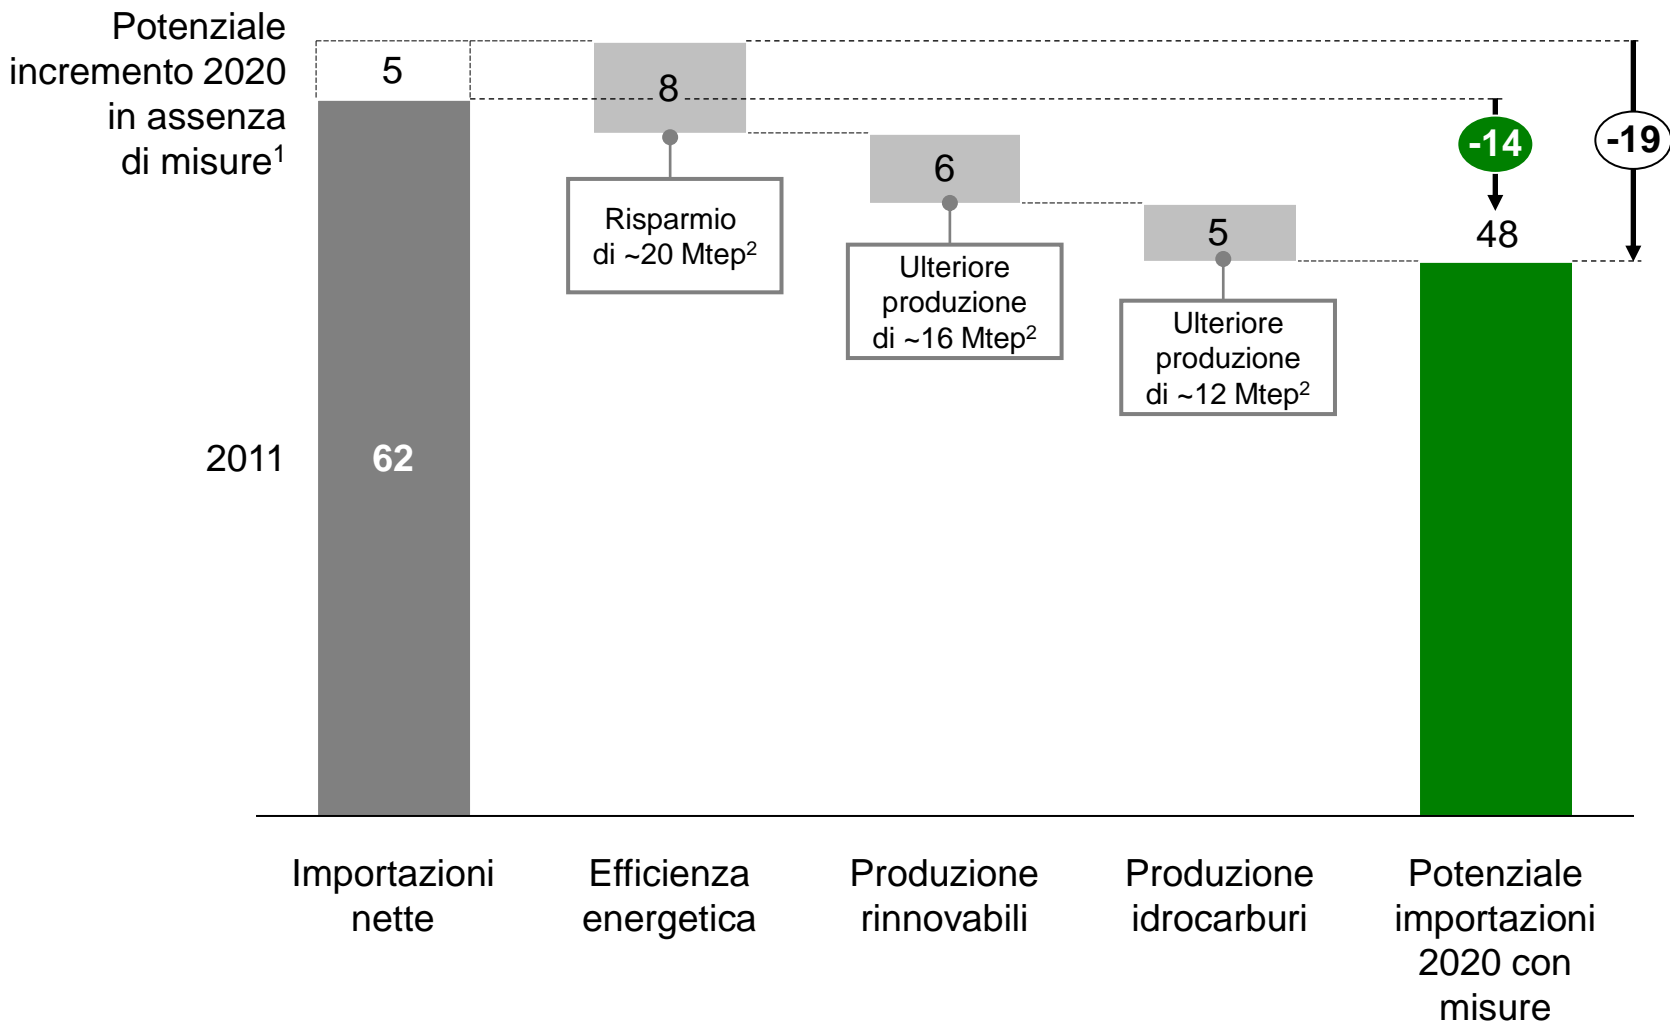 Potenziale
incremento 2020
in assenza
di misure¹
5
8
6
5
-14
-19
48
Risparmio
di ~20 Mtep²
Ulteriore
produzione
di ~16 Mtep²
Ulteriore
produzione
di ~12 Mtep²
2011
62
Importazioni
nette
Efficienza
energetica
Produzione
rinnovabili
Produzione
idrocarburi
Potenziale
importazioni
2020 con
misure